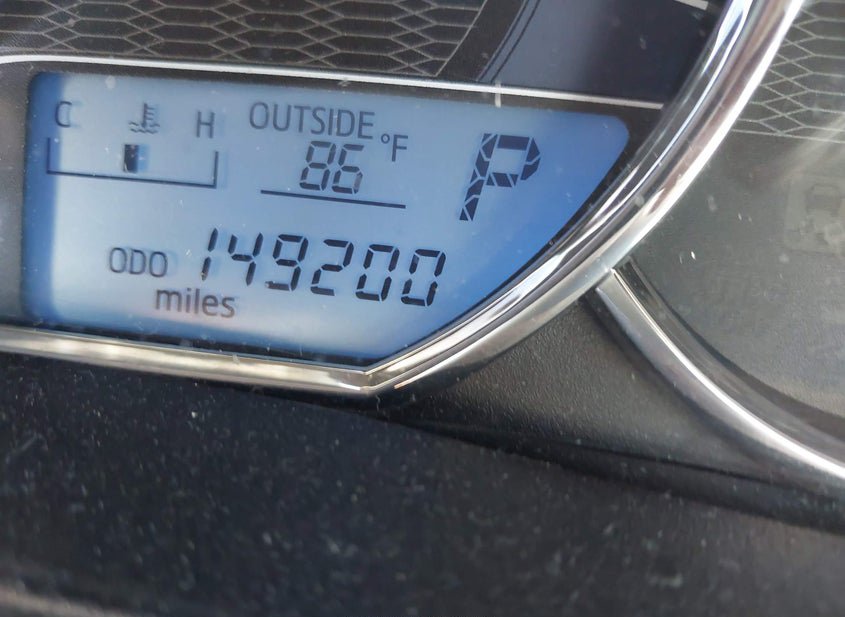 C H OUTSIDE
86 °F P
ODO 149200
miles